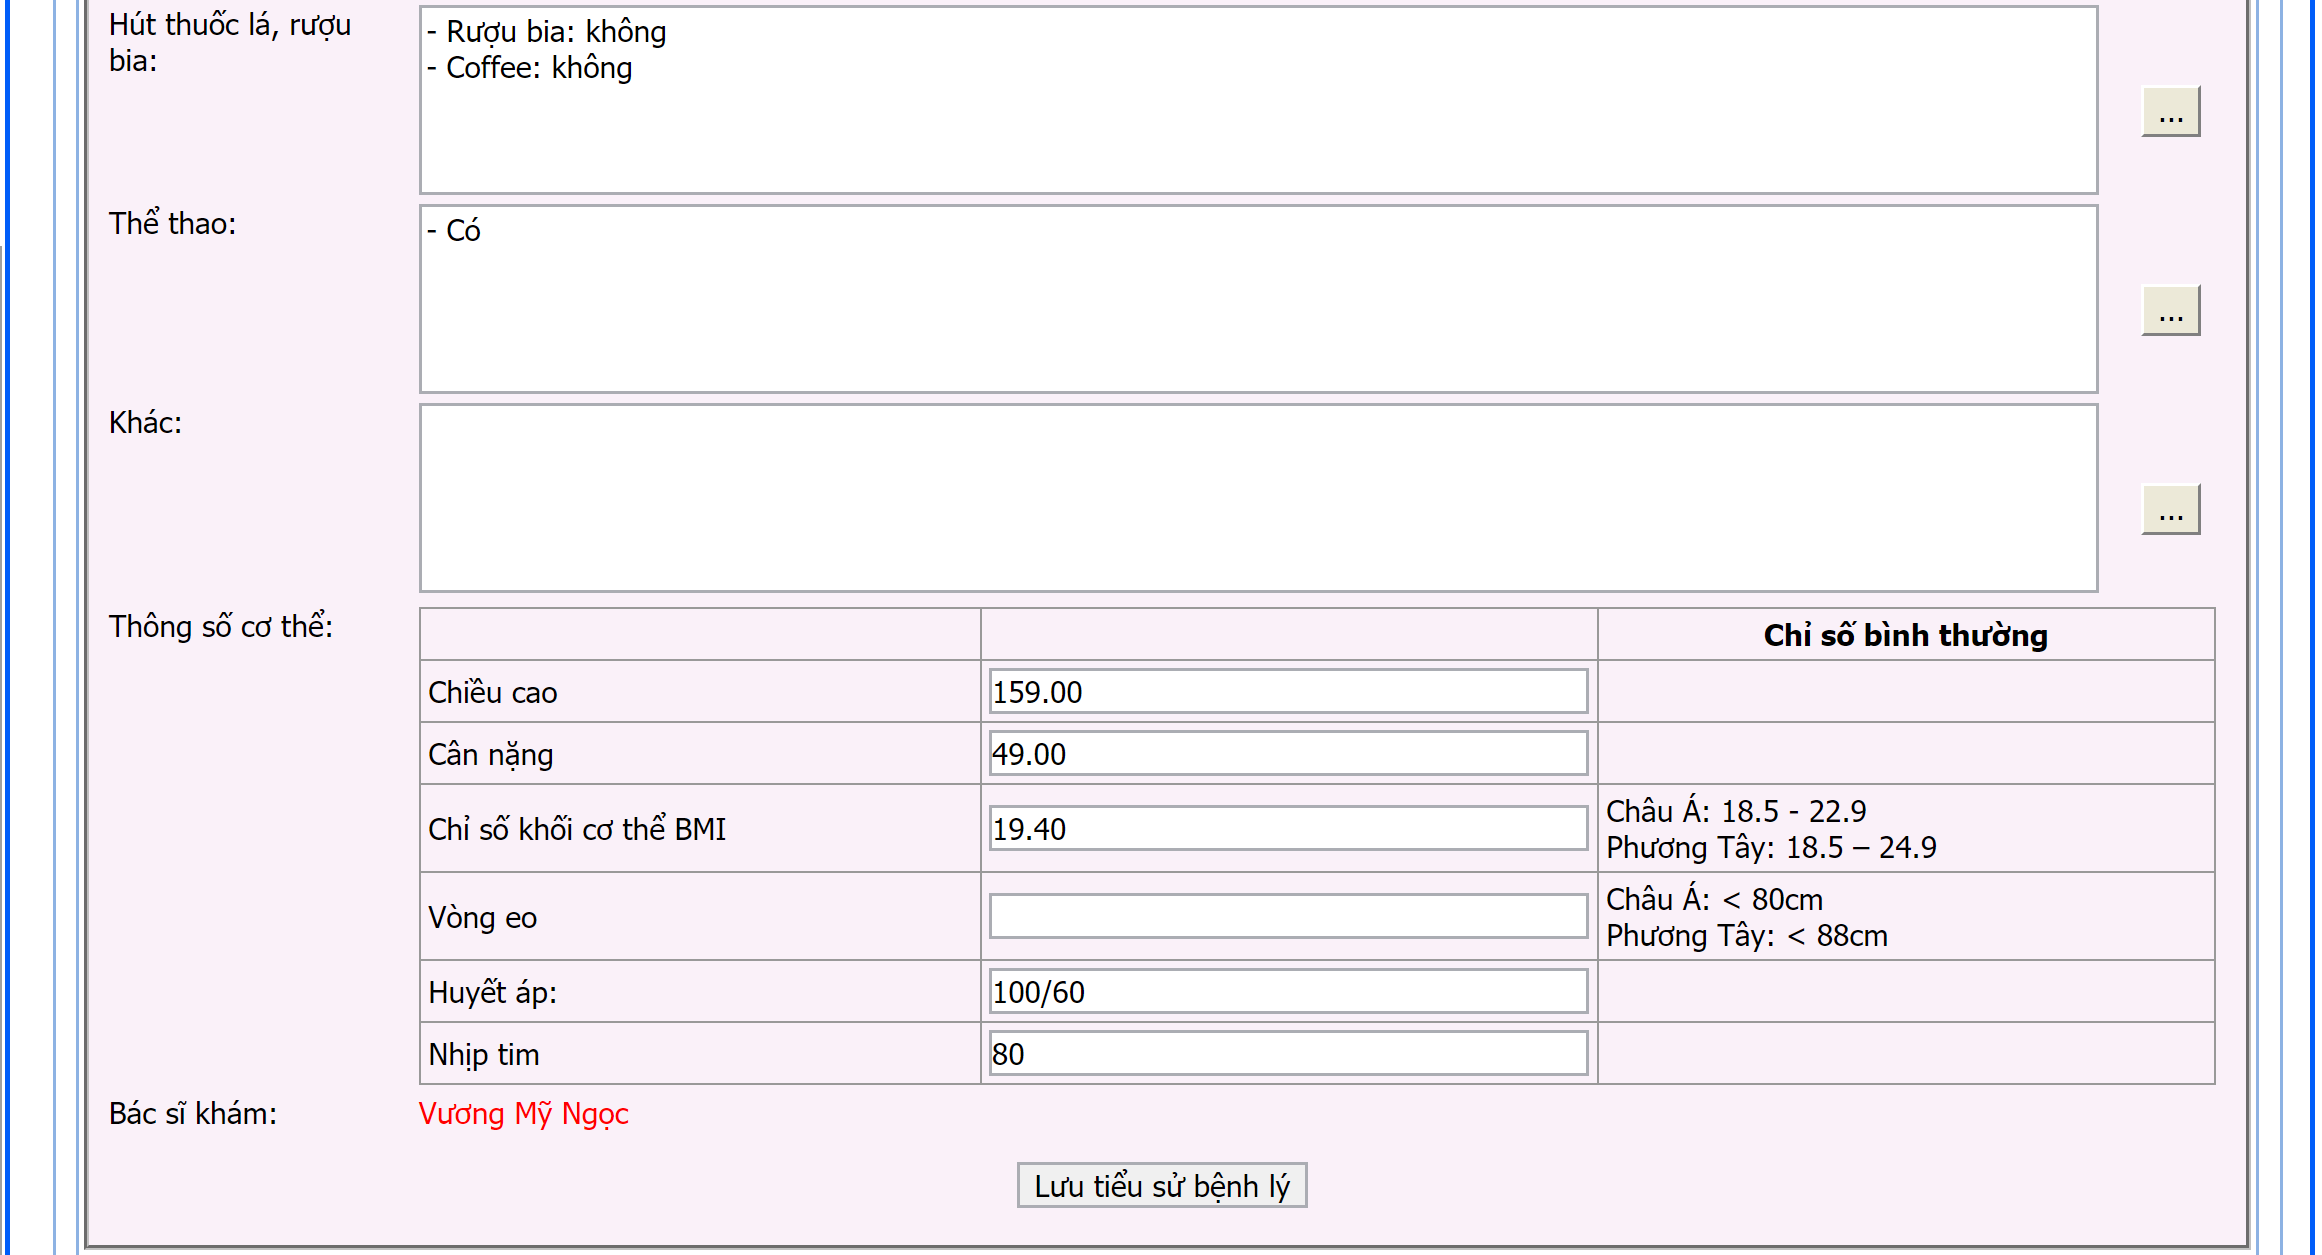 Hút thuốc lá, rượu
bia:
- Rượu bia: không
- Coffee: không
...
Thể thao:
- Có
...
Khác:
...
Thông số cơ thể:
Chỉ số bình thường
Chiều cao
159.00
Cân nặng
49.00
Chỉ số khối cơ thể BMI
19.40
Châu Á: 18.5 - 22.9
Phương Tây: 18.5 – 24.9
Vòng eo
Châu Á: < 80cm
Phương Tây: < 88cm
Huyết áp:
100/60
Nhịp tim
80
Bác sĩ khám:
Vương Mỹ Ngọc
Lưu tiểu sử bệnh lý